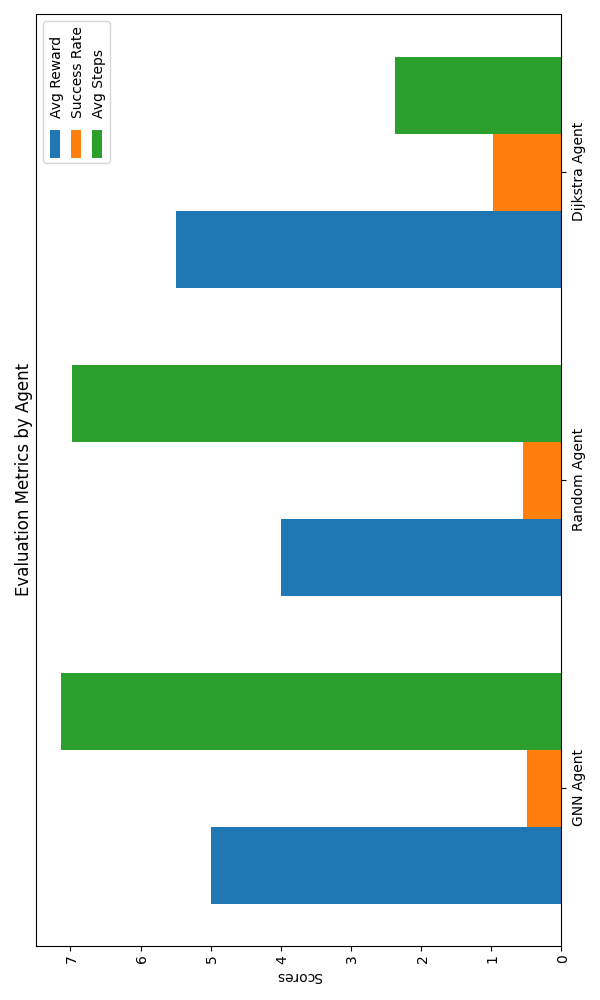 Evaluation Metrics by Agent
Avg Reward
Success Rate
Avg Steps
Scores
7
6
5
4
3
2
1
0
GNN Agent
Random Agent
Dijkstra Agent